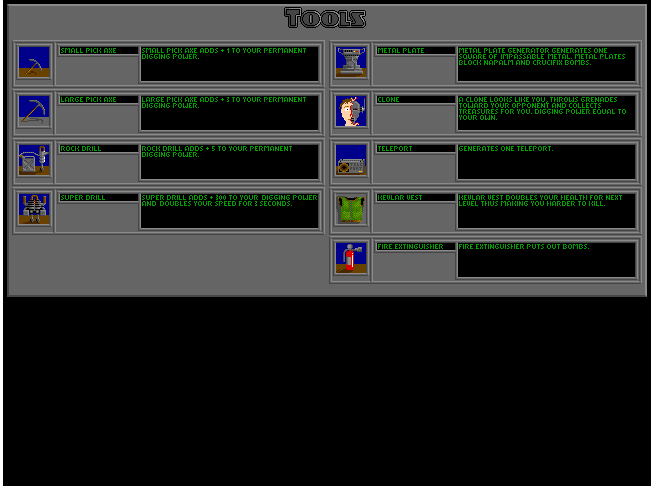 Tools
SMALL PICK AXE
SMALL PICK AXE ADDS + 1 TO YOUR PERMANENT
DIGGING POWER.
LARGE PICK AXE
LARGE PICK AXE ADDS + 3 TO YOUR PERMANENT
DIGGING POWER.
ROCK DRILL
ROCK DRILL ADDS + 5 TO YOUR PERMANENT
DIGGING POWER.
SUPER DRILL
SUPER DRILL ADDS + 300 TO YOUR DIGGING POWER
AND DOUBLES YOUR SPEED FOR 3 SECONDS.
METAL PLATE
METAL PLATE GENERATOR GENERATES ONE
SQUARE OF IMPASSABLE METAL. METAL PLATES
BLOCK NAPALM AND CRUCIFIX BOMBS.
CLONE
A CLONE LOOKS LIKE YOU, THROWS GRENADES
TOWARD YOUR OPPONENT AND COLLECTS
TREASURES FOR YOU. DIGGING POWER EQUAL TO
YOUR OWN.
TELEPORT
GENERATES ONE TELEPORT.
KEVLAR VEST
KEVLAR VEST DOUBLES YOUR HEALTH FOR NEXT
LEVEL THUS MAKING YOU HARDER TO KILL.
FIRE EXTINGUISHER
FIRE EXTINGUISHER PUTS OUT BOMBS.